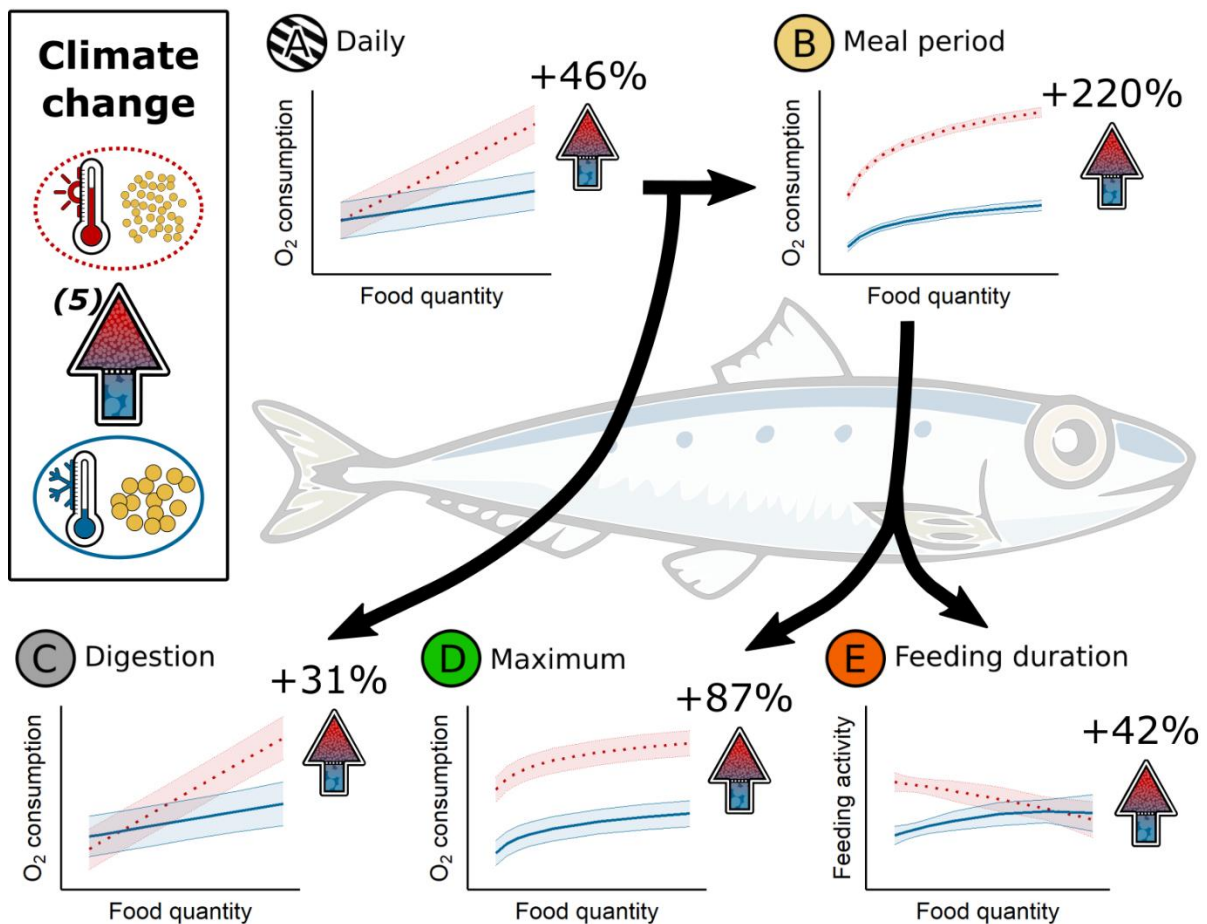 Climate
change
(5)
A Daily
+46%
O₂ consumption
Food quantity
B Meal period
+220%
O₂ consumption
Food quantity
C Digestion
+31%
O₂ consumption
Food quantity
D Maximum
+87%
O₂ consumption
Food quantity
E Feeding duration
+42%
Feeding activity
Food quantity